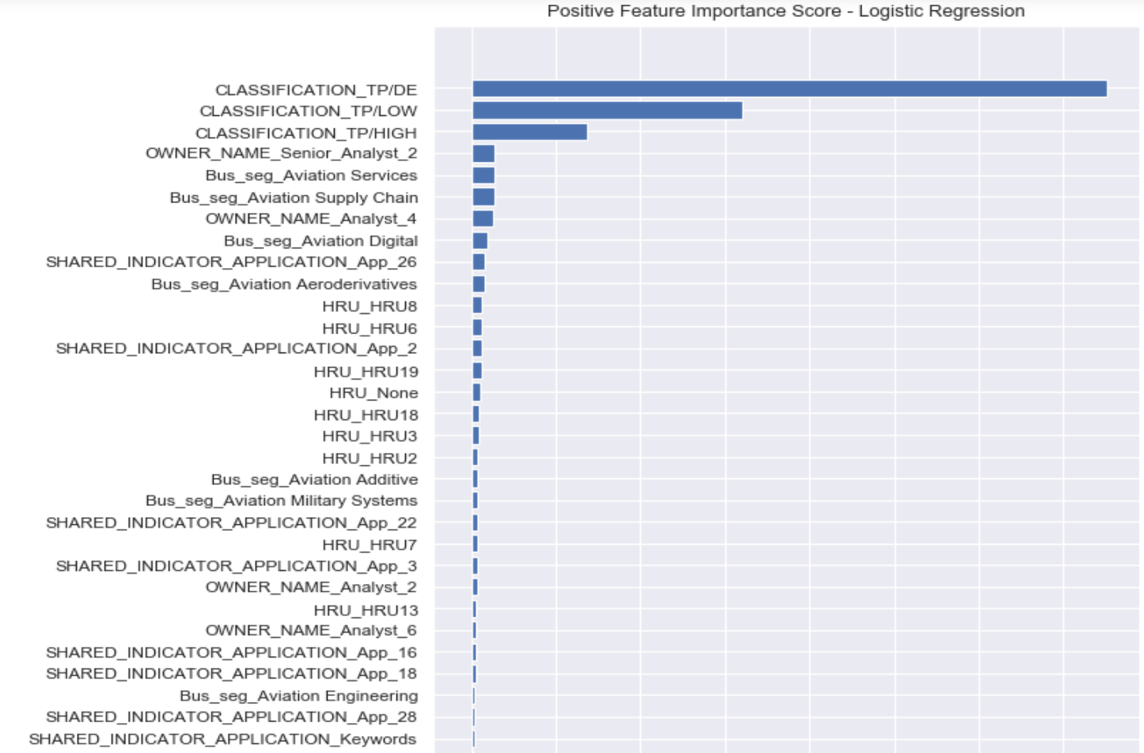 Positive Feature Importance Score - Logistic Regression
CLASSIFICATION_TP/DE
CLASSIFICATION_TP/LOW
CLASSIFICATION_TP/HIGH
OWNER_NAME_Senior_Analyst_2
Bus_seg_Aviation Services
Bus_seg_Aviation Supply Chain
OWNER_NAME_Analyst_4
Bus_seg_Aviation Digital
SHARED_INDICATOR_APPLICATION_App_26
Bus_seg_Aviation Aeroderivatives
HRU_HRU8
HRU_HRU6
SHARED_INDICATOR_APPLICATION_App_2
HRU_HRU19
HRU_None
HRU_HRU18
HRU_HRU3
HRU_HRU2
Bus_seg_Aviation Additive
Bus_seg_Aviation Military Systems
SHARED_INDICATOR_APPLICATION_App_22
HRU_HRU7
SHARED_INDICATOR_APPLICATION_App_3
OWNER_NAME_Analyst_2
HRU_HRU13
OWNER_NAME_Analyst_6
SHARED_INDICATOR_APPLICATION_App_16
SHARED_INDICATOR_APPLICATION_App_18
Bus_seg_Aviation Engineering
SHARED_INDICATOR_APPLICATION_App_28
SHARED_INDICATOR_APPLICATION_Keywords